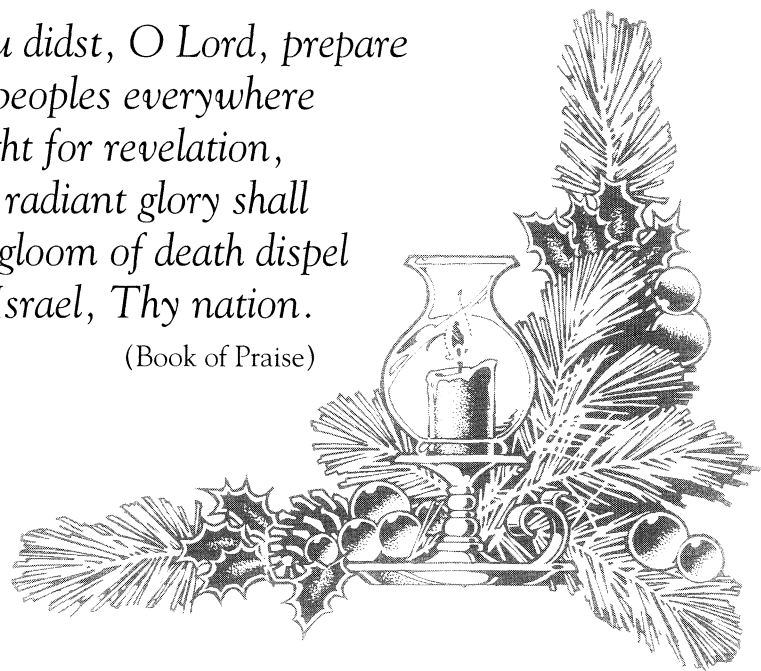 didst, O Lord, prepare
peoples everywhere
for revelation,
radiant glory shall
gloom of death dispel
Israel, Thy nation.
(Book of Praise)